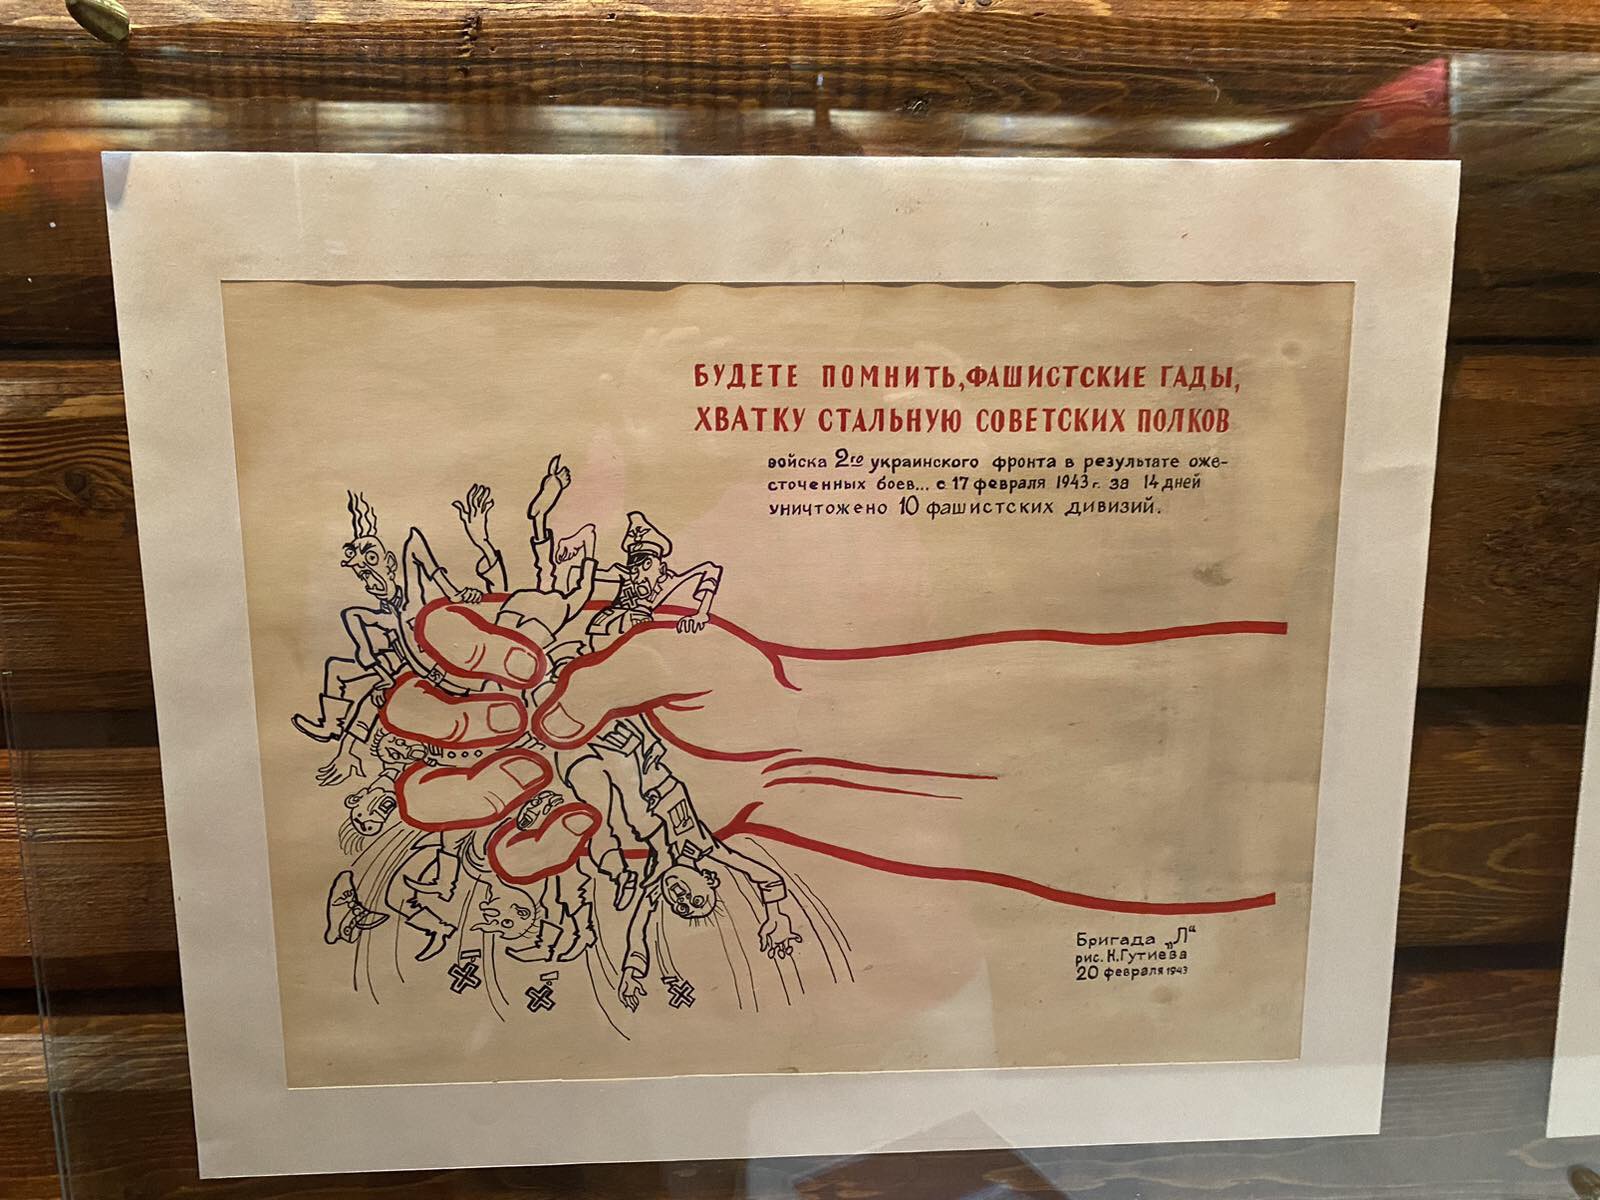 БУДЕТЕ ПОМНИТЬ, ФАШИСТСКИЕ ГАДЫ,
ХВАТКУ СТАЛЬНУЮ СОВЕТСКИХ ПОЛКОВ
войска 2го украинского фронта в результате оже-
сточенных боев... с 17 февраля 1943 г. за 14 дней
уничтожено 10 фашистских дивизий.
Бригада „Л“
рис. Н. Гутиева
20 февраля 1943